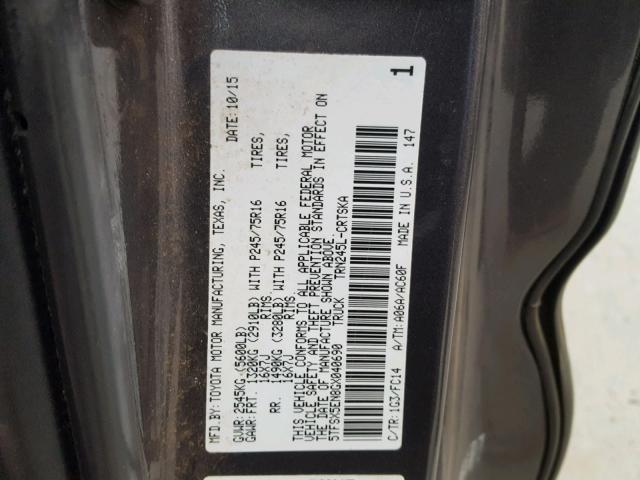 MFD.BY: TOYOTA MOTOR MANUFACTURING, TEXAS, INC. DATE: 10/15
GVWR: 2545KG (5600LB)
GAWR: FRT. 1320KG (2910LB) WITH P245/75R16 TIRES,
16X7J RIMS.
RR. 1490KG (3280LB) WITH P245/75R16 TIRES,
16X7J RIMS.
THIS VEHICLE CONFORMS TO ALL APPLICABLE FEDERAL MOTOR
VEHICLE SAFETY AND THEFT PREVENTION STANDARDS IN EFFECT ON
THE DATE OF MANUFACTURE SHOWN ABOVE.
5TFSX5EN8GX040690 TRUCK TRN245L-CRTSKA
C/TR: 1G3/FC14 A/TM: A06A/AC60F MADE IN U.S.A. 147
1